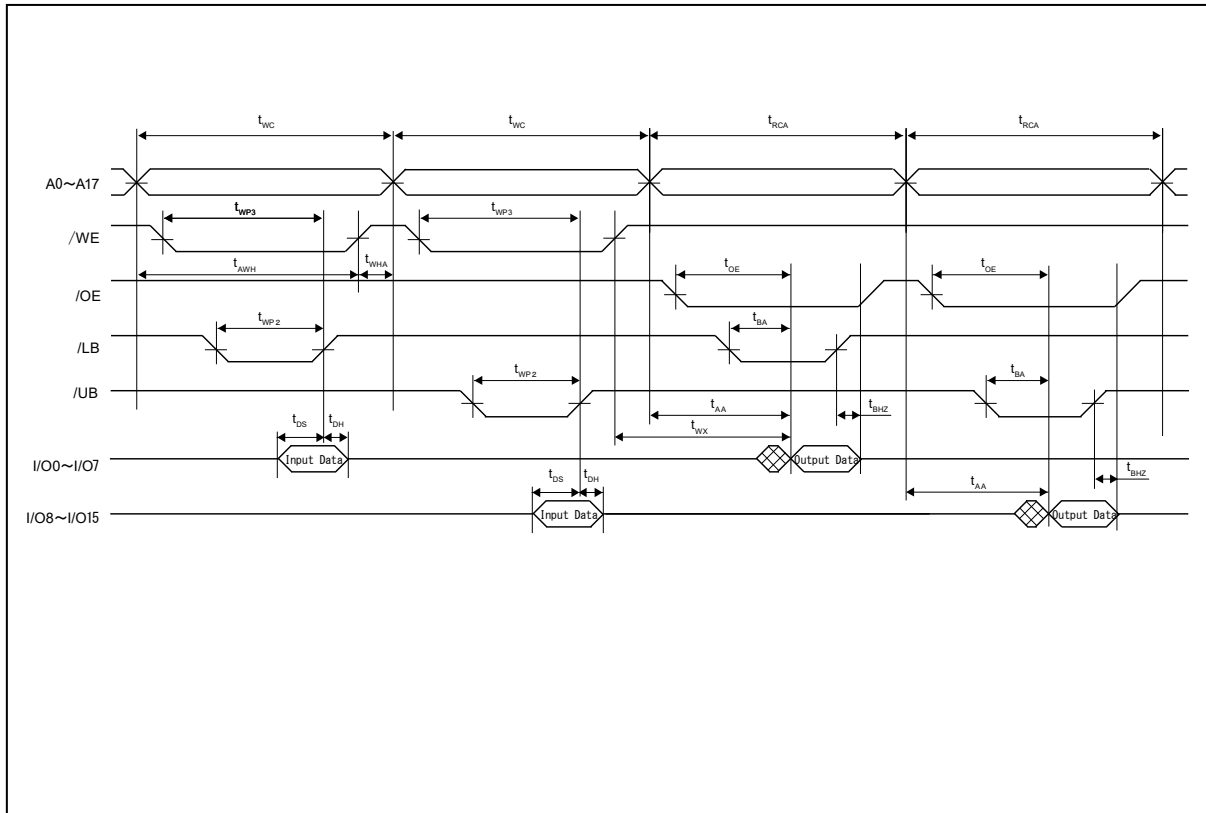 tWC tWC tRCA tRCA
A0～A17
tWP3 tWP3
/WE
tAWH tWHA tOE tOE
/OE
tWP2 tBA
/LB
tWP2 tBA
/UB
tAA tBHZ
tDS tDH tWX
I/O0～I/O7 Input Data Output Data
tDS tDH tAA tBHZ
I/O8～I/O15 Input Data Output Data